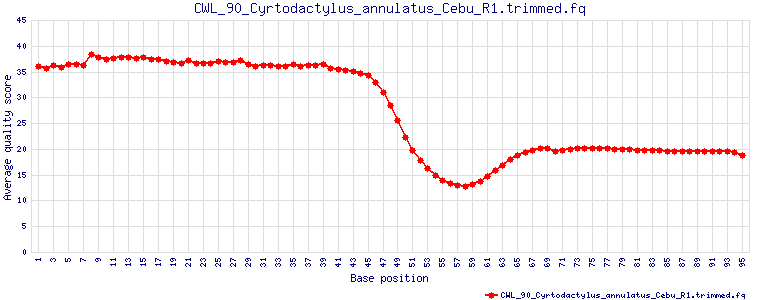 CWL_90_Cyrtodactylus_annulatus_Cebu_R1.trimmed.fq
Average quality score
45
40
35
30
25
20
15
10
5
0
1 3 5 7 9 11 13 15 17 19 21 23 25 27 29 31 33 35 37 39 41 43 45 47 49 51 53 55 57 59 61 63 65 67 69 71 73 75 77 79 81 83 85 87 89 91 93 95
Base position
CWL_90_Cyrtodactylus_annulatus_Cebu_R1.trimmed.fq